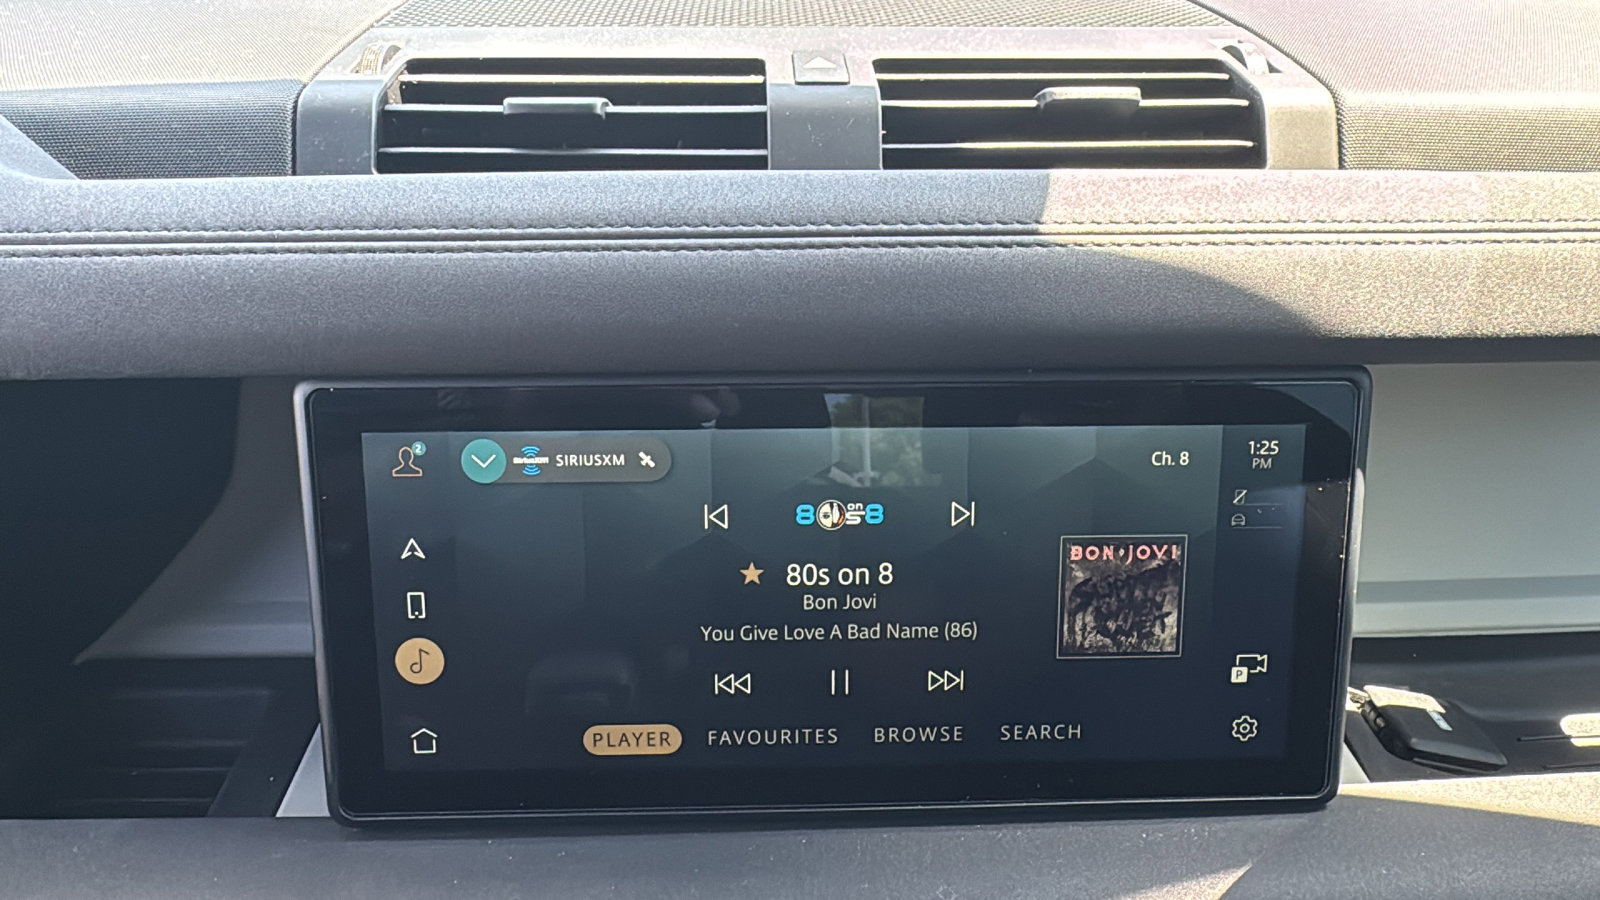 2
SIRIUSXM
Ch. 8
1:25
PM
80s on 8
80s on 8
Bon Jovi
You Give Love A Bad Name (86)
BON JOVI
P
PLAYER FAVOURITES BROWSE SEARCH